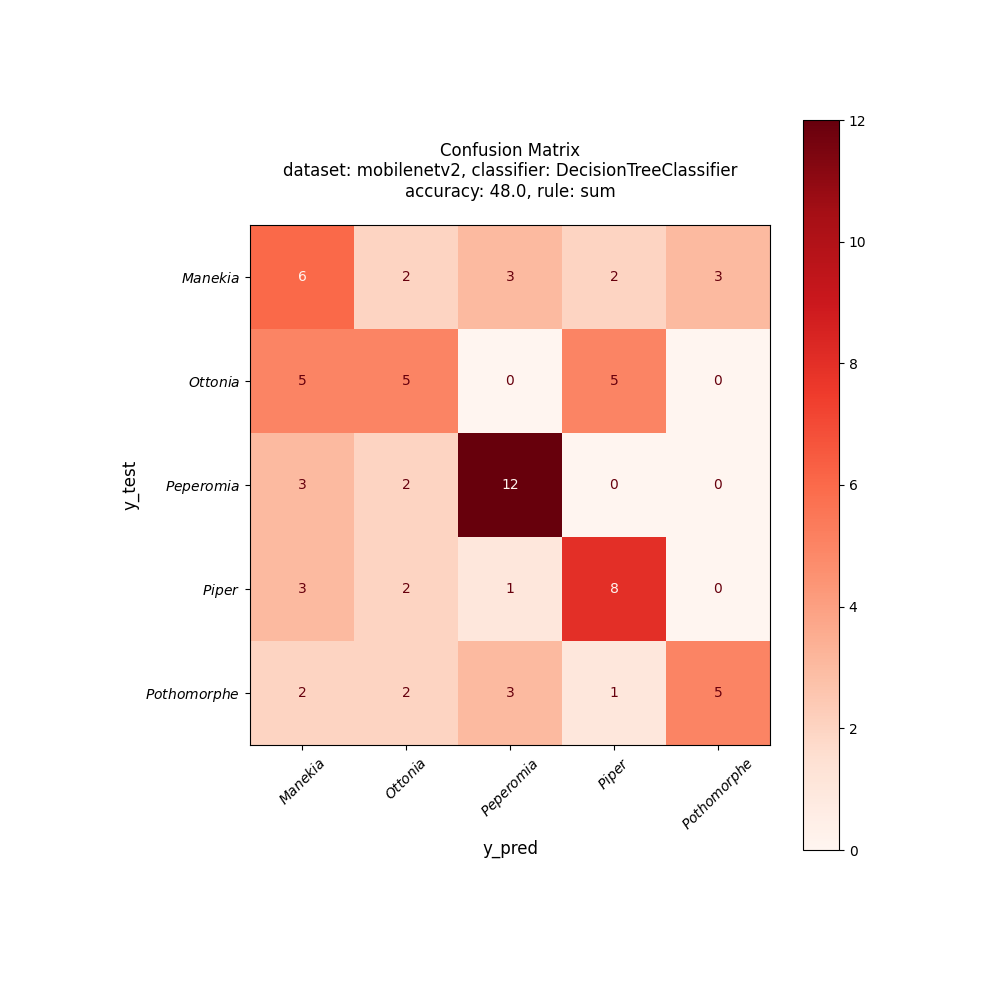 Confusion Matrix
dataset: mobilenetv2, classifier: DecisionTreeClassifier
accuracy: 48.0, rule: sum
Manekia 6 2 3 2 3
Ottonia 5 5 0 5 0
Peperomia 3 2 12 0 0
Piper 3 2 1 8 0
Pothomorphe 2 2 3 1 5
Manekia Ottonia Peperomia Piper Pothomorphe
y_test
y_pred
12
10
8
6
4
2
0